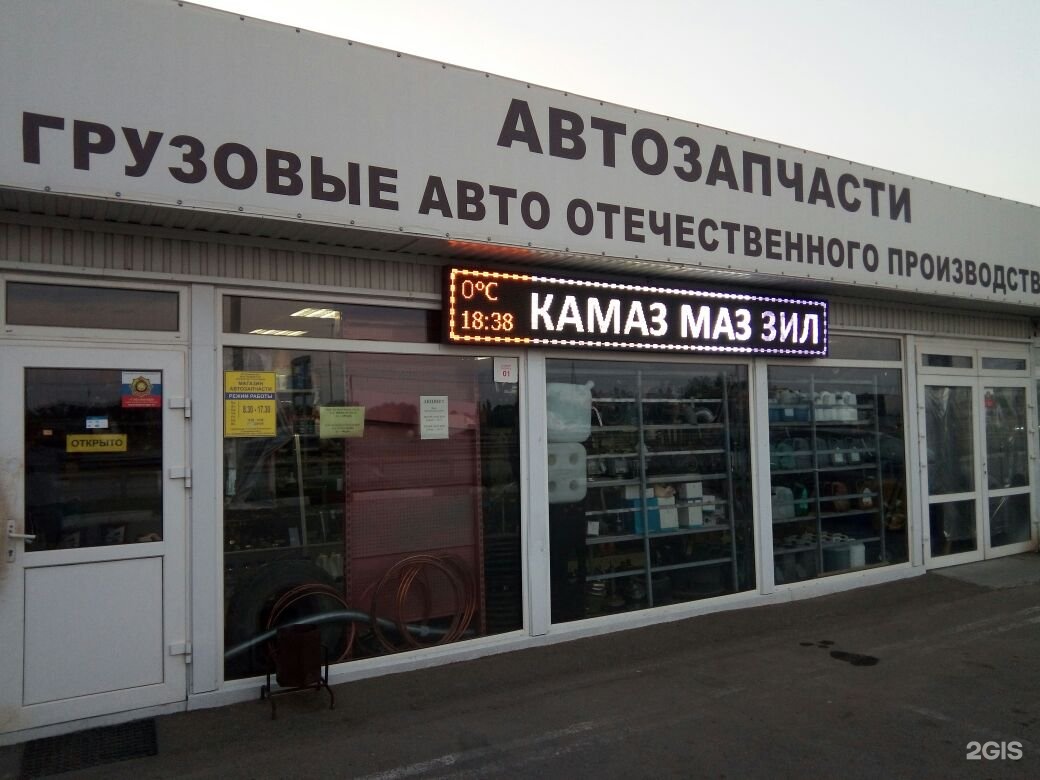 АВТОЗАПЧАСТИ
ГРУЗОВЫЕ АВТО ОТЕЧЕСТВЕННОГО ПРОИЗВОДСТВ
0°C
18:38
КАМАЗ МАЗ ЗИЛ
МАГАЗИН
АВТОЗАПЧАСТИ
РЕЖИМ РАБОТЫ
8.30 - 17.30
ОТКРЫТО
01
2GIS